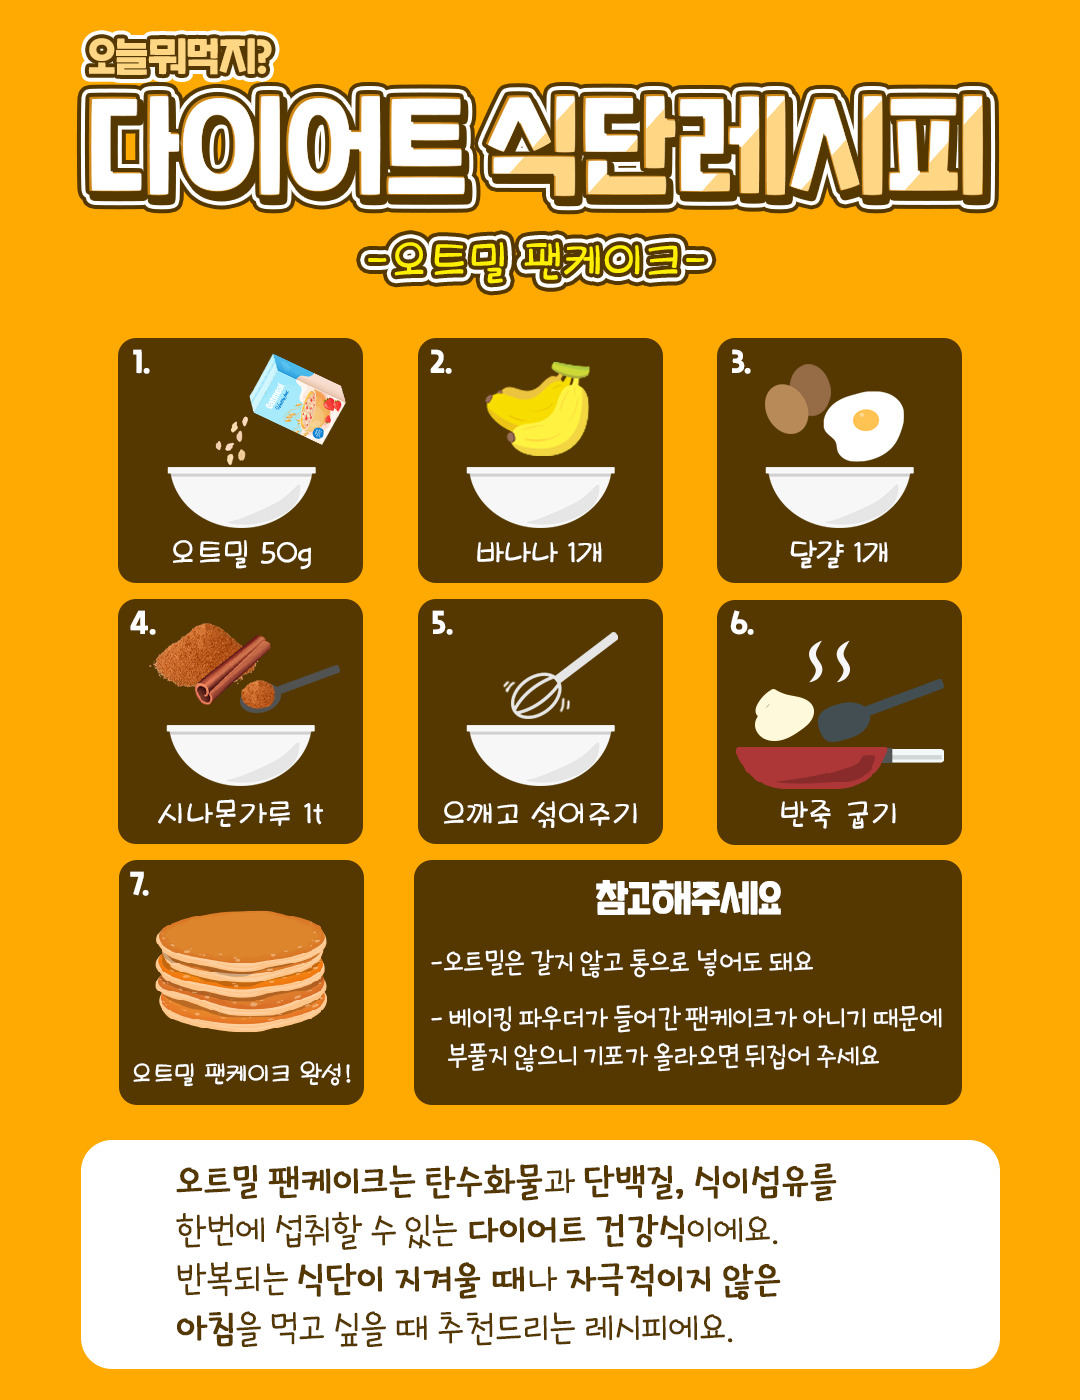 오늘뭐먹지?
다이어트 식단레시피
-오트밀 팬케이크-
1.
오트밀 50g
2.
바나나 1개
3.
달걀 1개
4.
시나몬가루 1t
5.
으깨고 섞어주기
6.
반죽 굽기
7.
오트밀 팬케이크 완성!
참고해주세요
-오트밀은 갈지 않고 통으로 넣어도 돼요
- 베이킹 파우더가 들어간 팬케이크가 아니기 때문에
부풀지 않으니 기포가 올라오면 뒤집어 주세요
오트밀 팬케이크는 탄수화물과 단백질, 식이섬유를
한번에 섭취할 수 있는 다이어트 건강식이에요.
반복되는 식단이 지겨울 때나 자극적이지 않은
아침을 먹고 싶을 때 추천드리는 레시피에요.